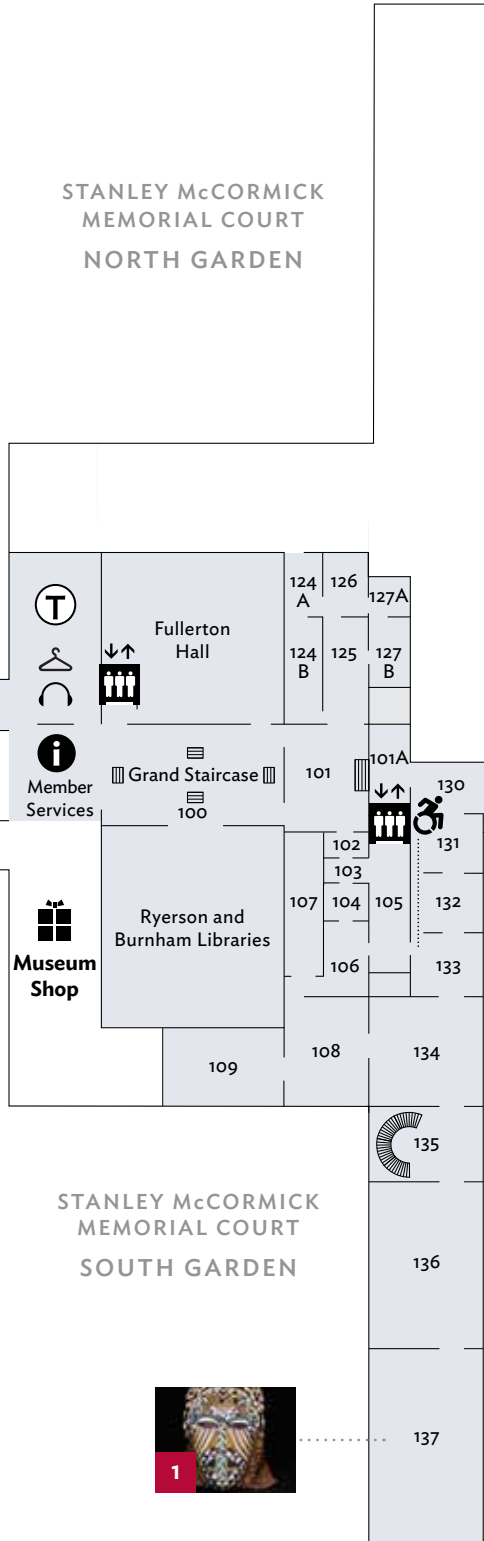 STANLEY McCORMICK
MEMORIAL COURT
NORTH GARDEN
T
Fullerton
Hall
124
A
126
127A
124
B
125
127
B
i
Member
Services
Grand Staircase
100
101
101A
130
131
102
103
104
105
107
132
106
133
Museum
Shop
Ryerson and
Burnham Libraries
109
108
134
135
STANLEY McCORMICK
MEMORIAL COURT
SOUTH GARDEN
136
1
137